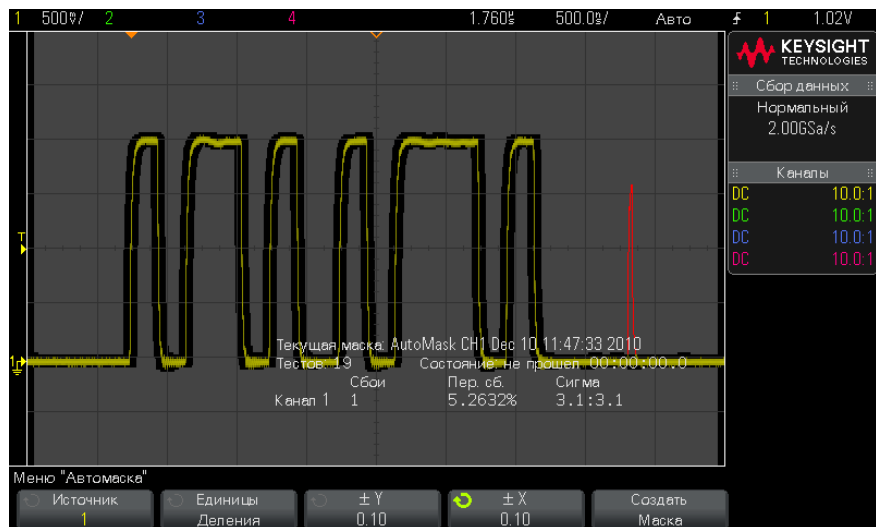 1 500㎷/ 2 3 4 1.760㎲ 500.0㎱/ Авто 1 1.02V
KEYSIGHT
TECHNOLOGIES
Сбор данных
Нормальный
2.00GSa/s
Каналы
DC 10.0:1
DC 10.0:1
DC 10.0:1
DC 10.0:1
T
1
Текущая маска: AutoMask CH1 Dec 10 11:47:33 2010
Тестов: 19 Состояние: не прошел 00:00:00.0
Сбои Пер. сб. Сигма
Канал 1 1 5.2632% 3.1:3.1
Меню "Автомаска"
Источник
1
Единицы
Деления
± Y
0.10
± X
0.10
Создать
Маска